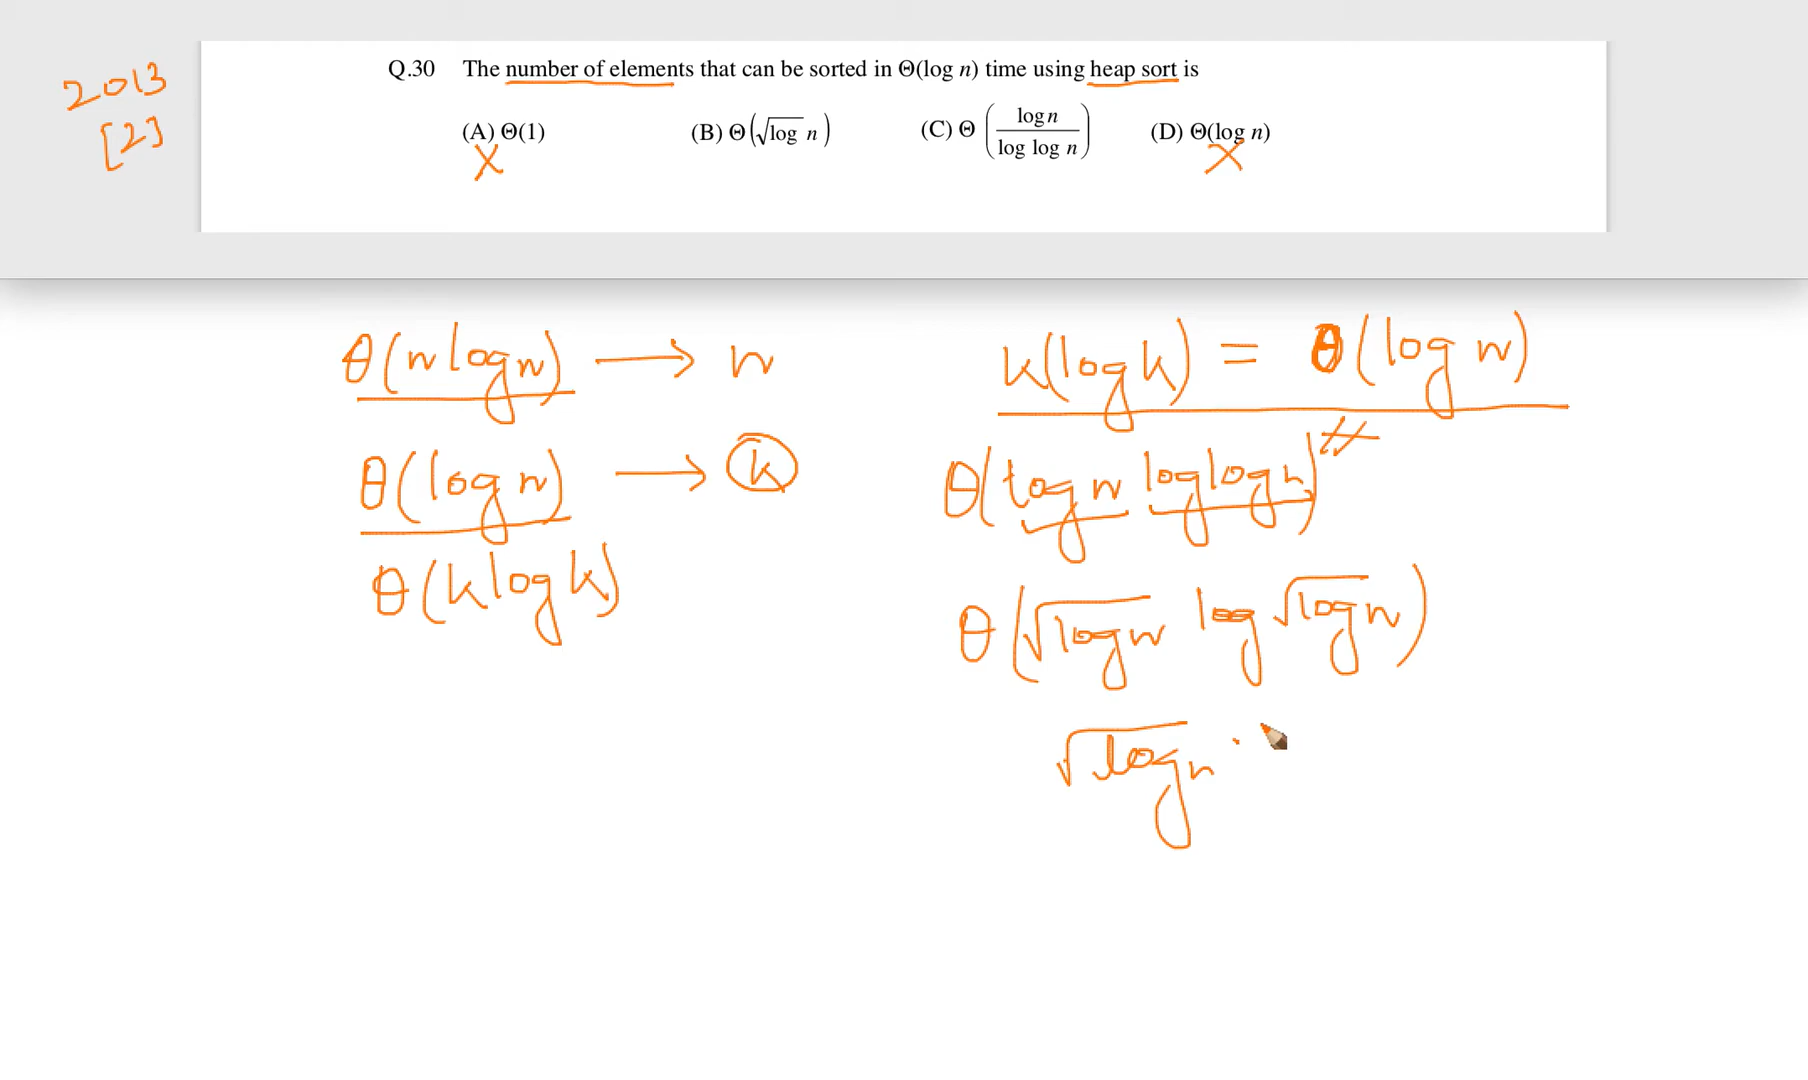 2013
[2]
Q.30 The number of elements that can be sorted in Θ(log n) time using heap sort is
(A) Θ(1) (B) Θ(√log n) (C) Θ(log n / log log n) (D) Θ(log n)
X X
θ(n log n) → n
θ(log n) → k
θ(k log k)
k(log k) = θ(log n)
θ(log n log log n)
θ(√log n log √log n)
√log n ·